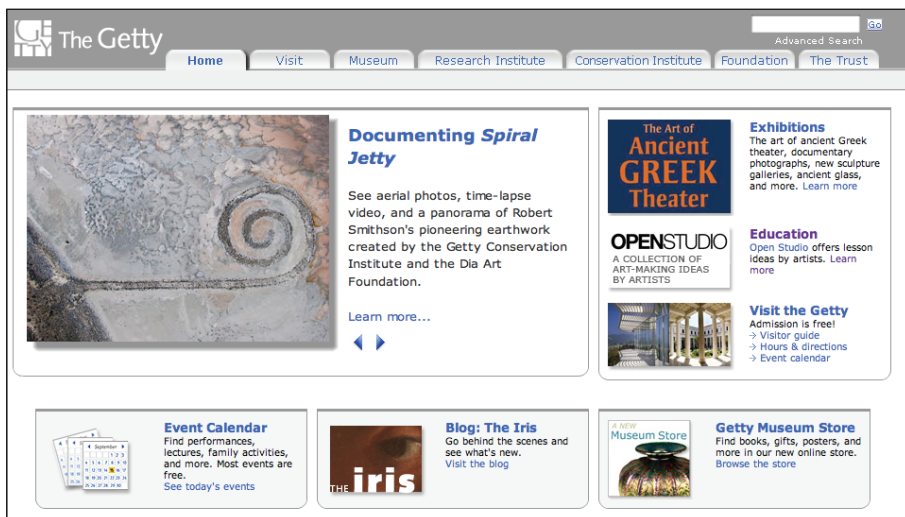 GETTY
The Getty
Go
Advanced Search
Home
Visit
Museum
Research Institute
Conservation Institute
Foundation
The Trust
Documenting Spiral
Jetty
See aerial photos, time-lapse
video, and a panorama of Robert
Smithson's pioneering earthwork
created by the Getty Conservation
Institute and the Dia Art
Foundation.
Learn more...
The Art of
Ancient
GREEK
Theater
Exhibitions
The art of ancient Greek
theater, documentary
photographs, new sculpture
galleries, ancient glass,
and more. Learn more
OPENSTUDIO
A COLLECTION OF
ART-MAKING IDEAS
BY ARTISTS
Education
Open Studio offers lesson
ideas by artists. Learn
more
Visit the Getty
Admission is free!
→ Visitor guide
→ Hours & directions
→ Event calendar
September
Event Calendar
Find performances,
lectures, family activities,
and more. Most events are
free.
See today's events
THE iris
Blog: The Iris
Go behind the scenes and
see what's new.
Visit the blog
A NEW
Museum Store
Getty Museum Store
Find books, gifts, posters, and
more in our new online store.
Browse the store